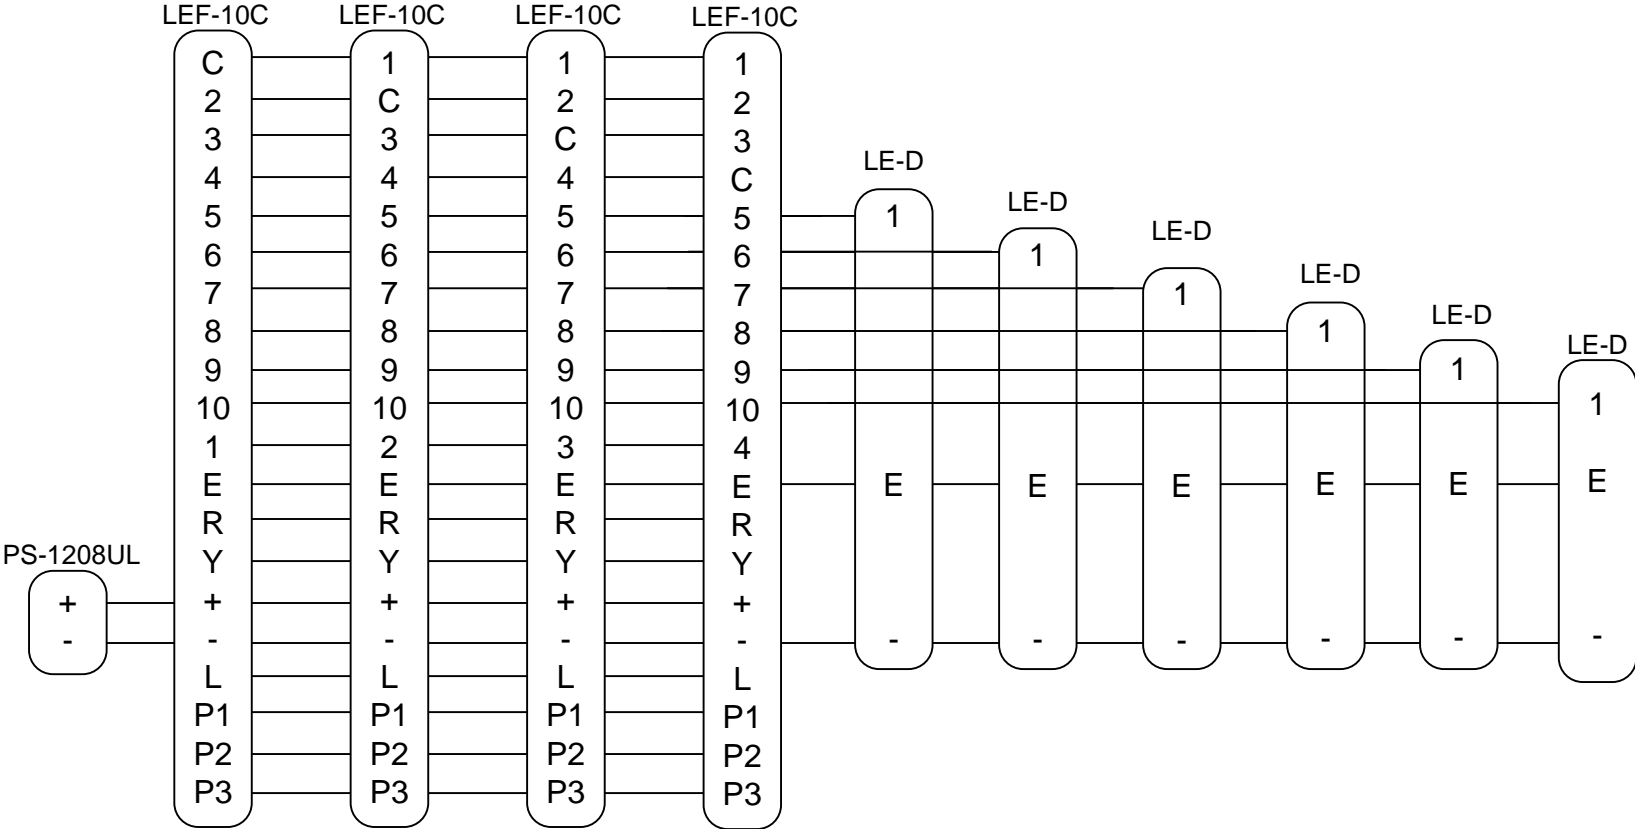 LEF-10C LEF-10C LEF-10C LEF-10C
C 1 1 1
2 C 2 2
3 3 C 3
4 4 4 C
LE-D
5 5 5 5 1
LE-D
6 6 6 6 1
LE-D
7 7 7 7 1
LE-D
8 8 8 8 1
LE-D
9 9 9 9 1
LE-D
10 10 10 10 1
1 2 3 4
E E E E E E E E E E
R R R R
PS-1208UL
Y Y Y Y
+ + + + +
- - - - - - - - - - -
L L L L
P1 P1 P1 P1
P2 P2 P2 P2
P3 P3 P3 P3